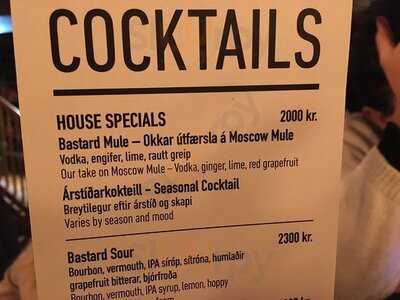 COCKTAILS
HOUSE SPECIALS 2000 kr.
Bastard Mule – Okkar útfærsla á Moscow Mule
Vodka, engifer, lime, rautt greip
Our take on Moscow Mule – Vodka, ginger, lime, red grapefruit
Árstíðarkokteill - Seasonal Cocktail
Breytilegur eftir árstíð og skapi
Varies by season and mood
Bastard Sour 2300 kr.
Bourbon, vermouth, IPA síróp, sítróna, humlaðir
grapefruit bitterar, bjórfroða
Bourbon, vermouth, IPA syrup, lemon, hoppy